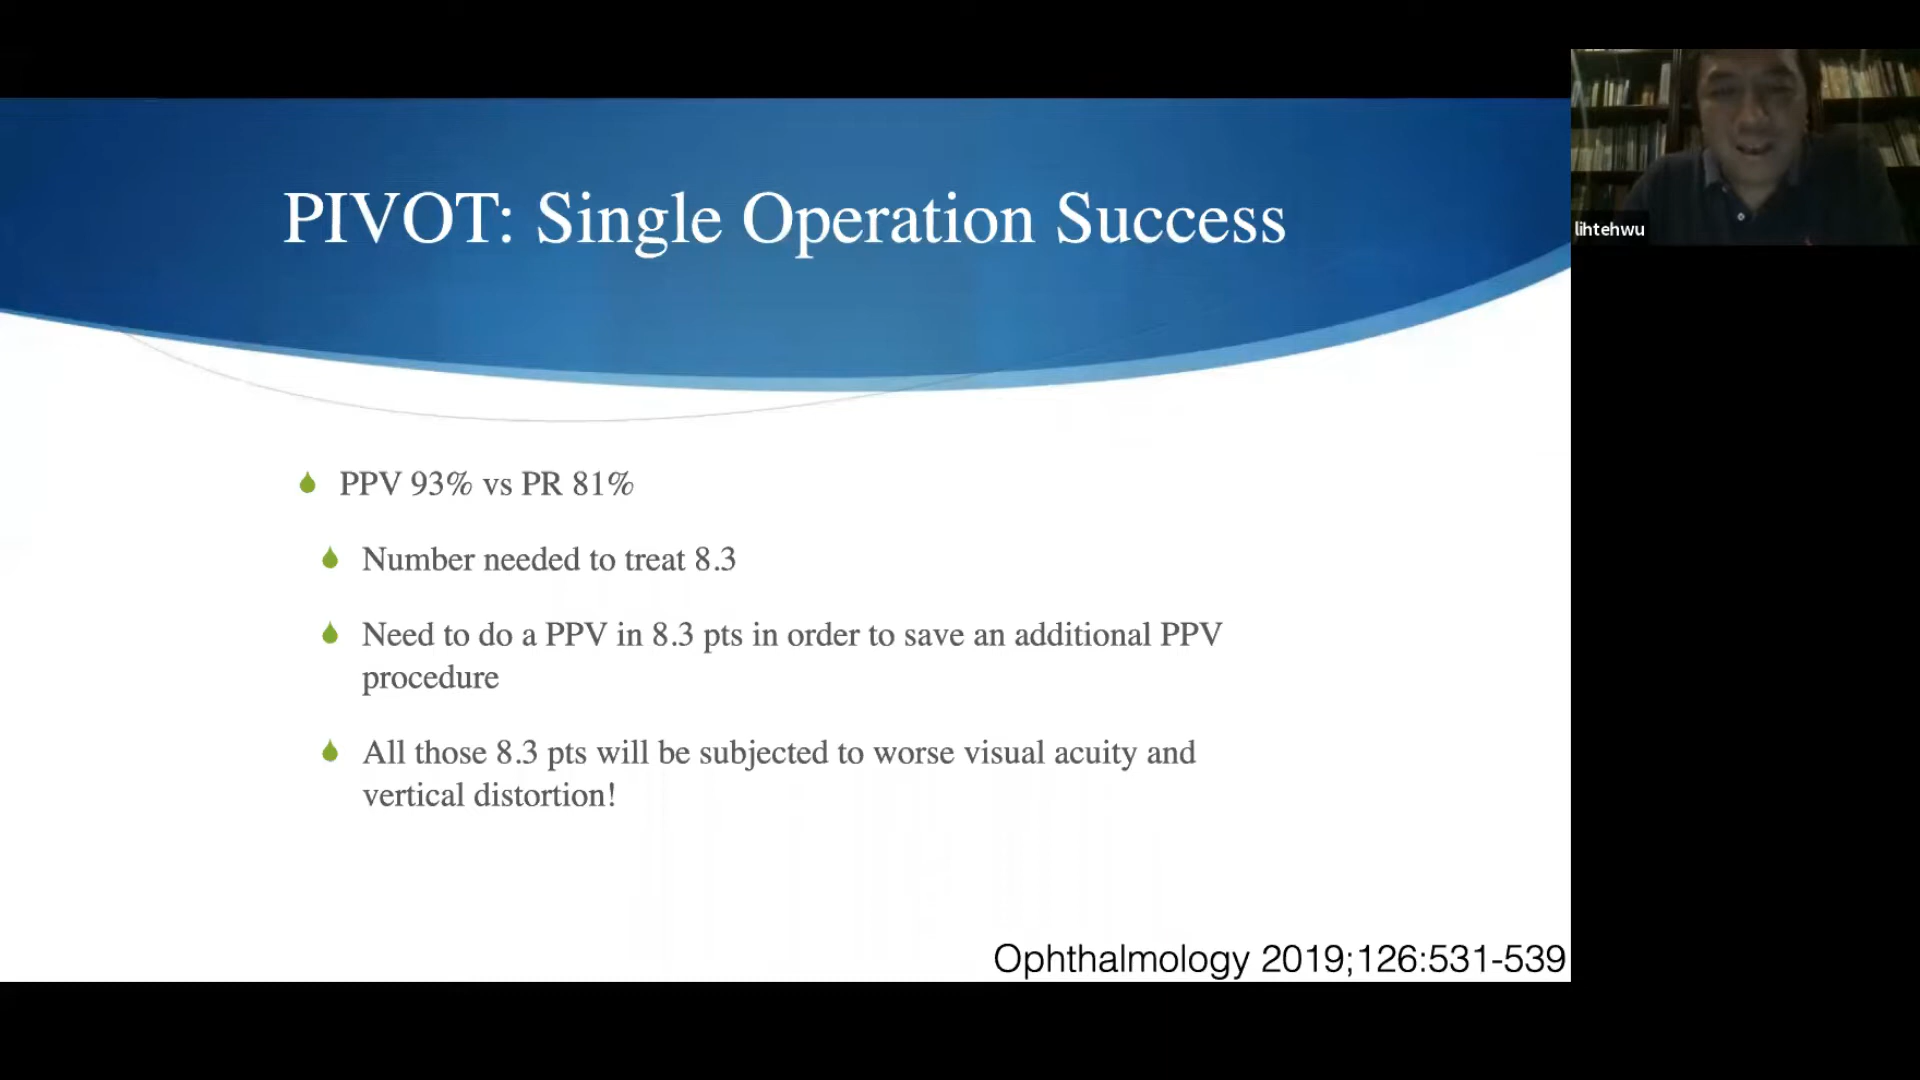 PIVOT: Single Operation Success
lihtehwu
PPV 93% vs PR 81%
Number needed to treat 8.3
Need to do a PPV in 8.3 pts in order to save an additional PPV
procedure
All those 8.3 pts will be subjected to worse visual acuity and
vertical distortion!
Ophthalmology 2019;126:531-539